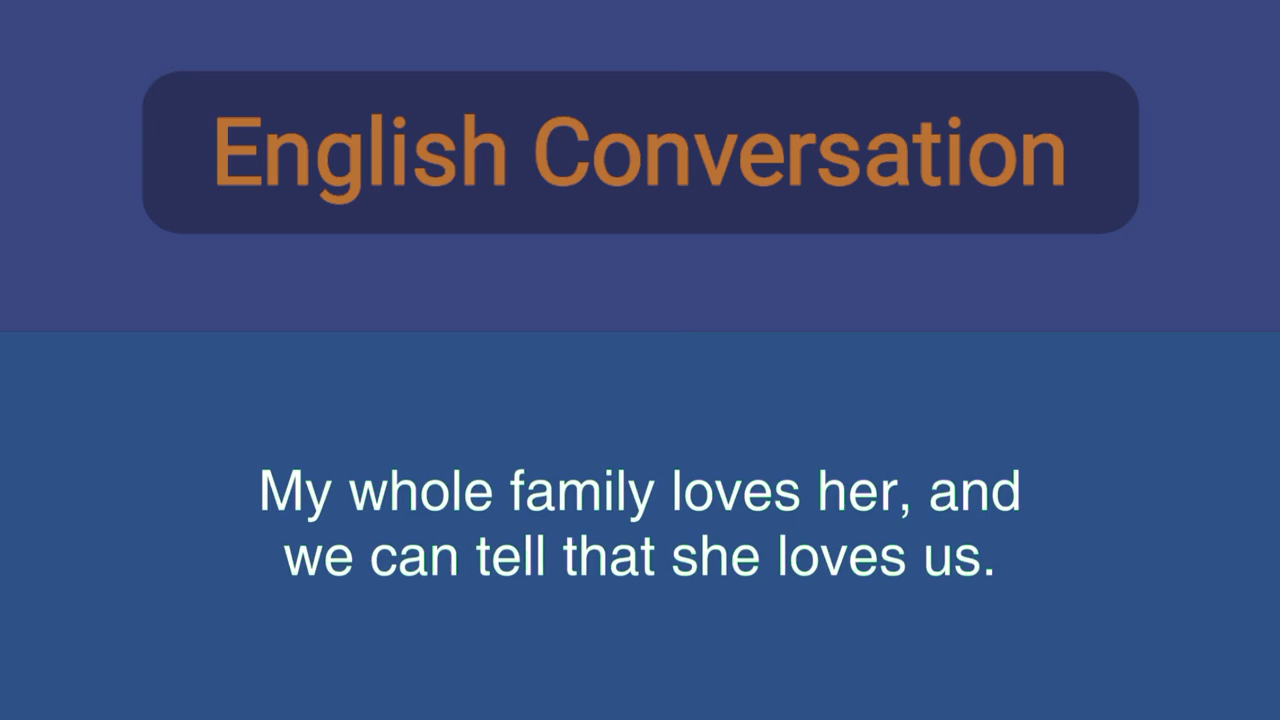 English Conversation
My whole family loves her, and
we can tell that she loves us.